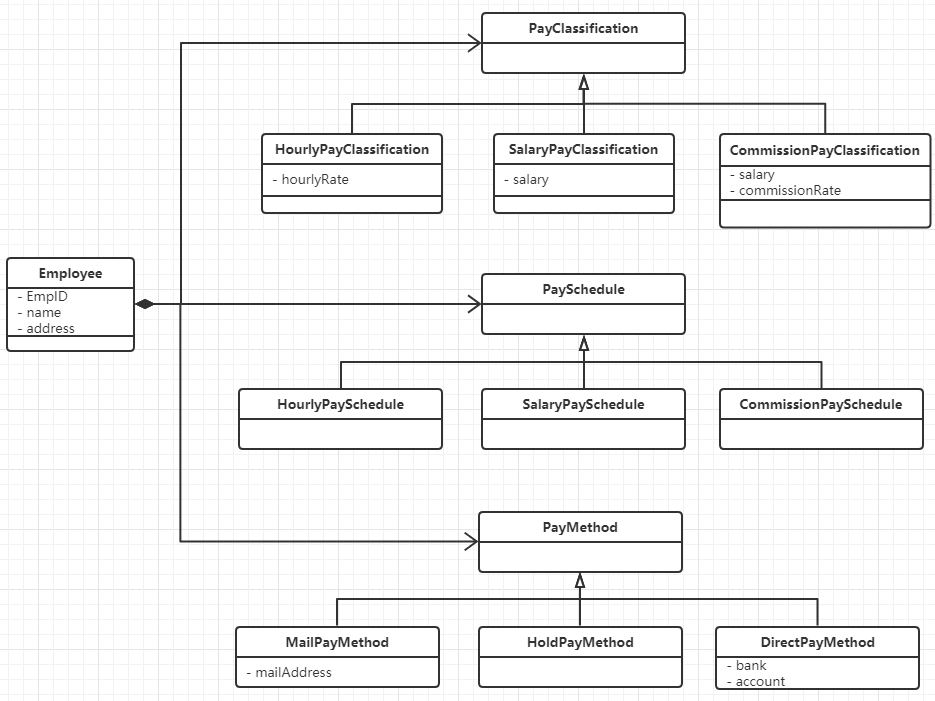 PayClassification
HourlyPayClassification
- hourlyRate
SalaryPayClassification
- salary
CommissionPayClassification
- salary
- commissionRate
Employee
- EmpID
- name
- address
PaySchedule
HourlyPaySchedule
SalaryPaySchedule
CommissionPaySchedule
PayMethod
MailPayMethod
- mailAddress
HoldPayMethod
DirectPayMethod
- bank
- account